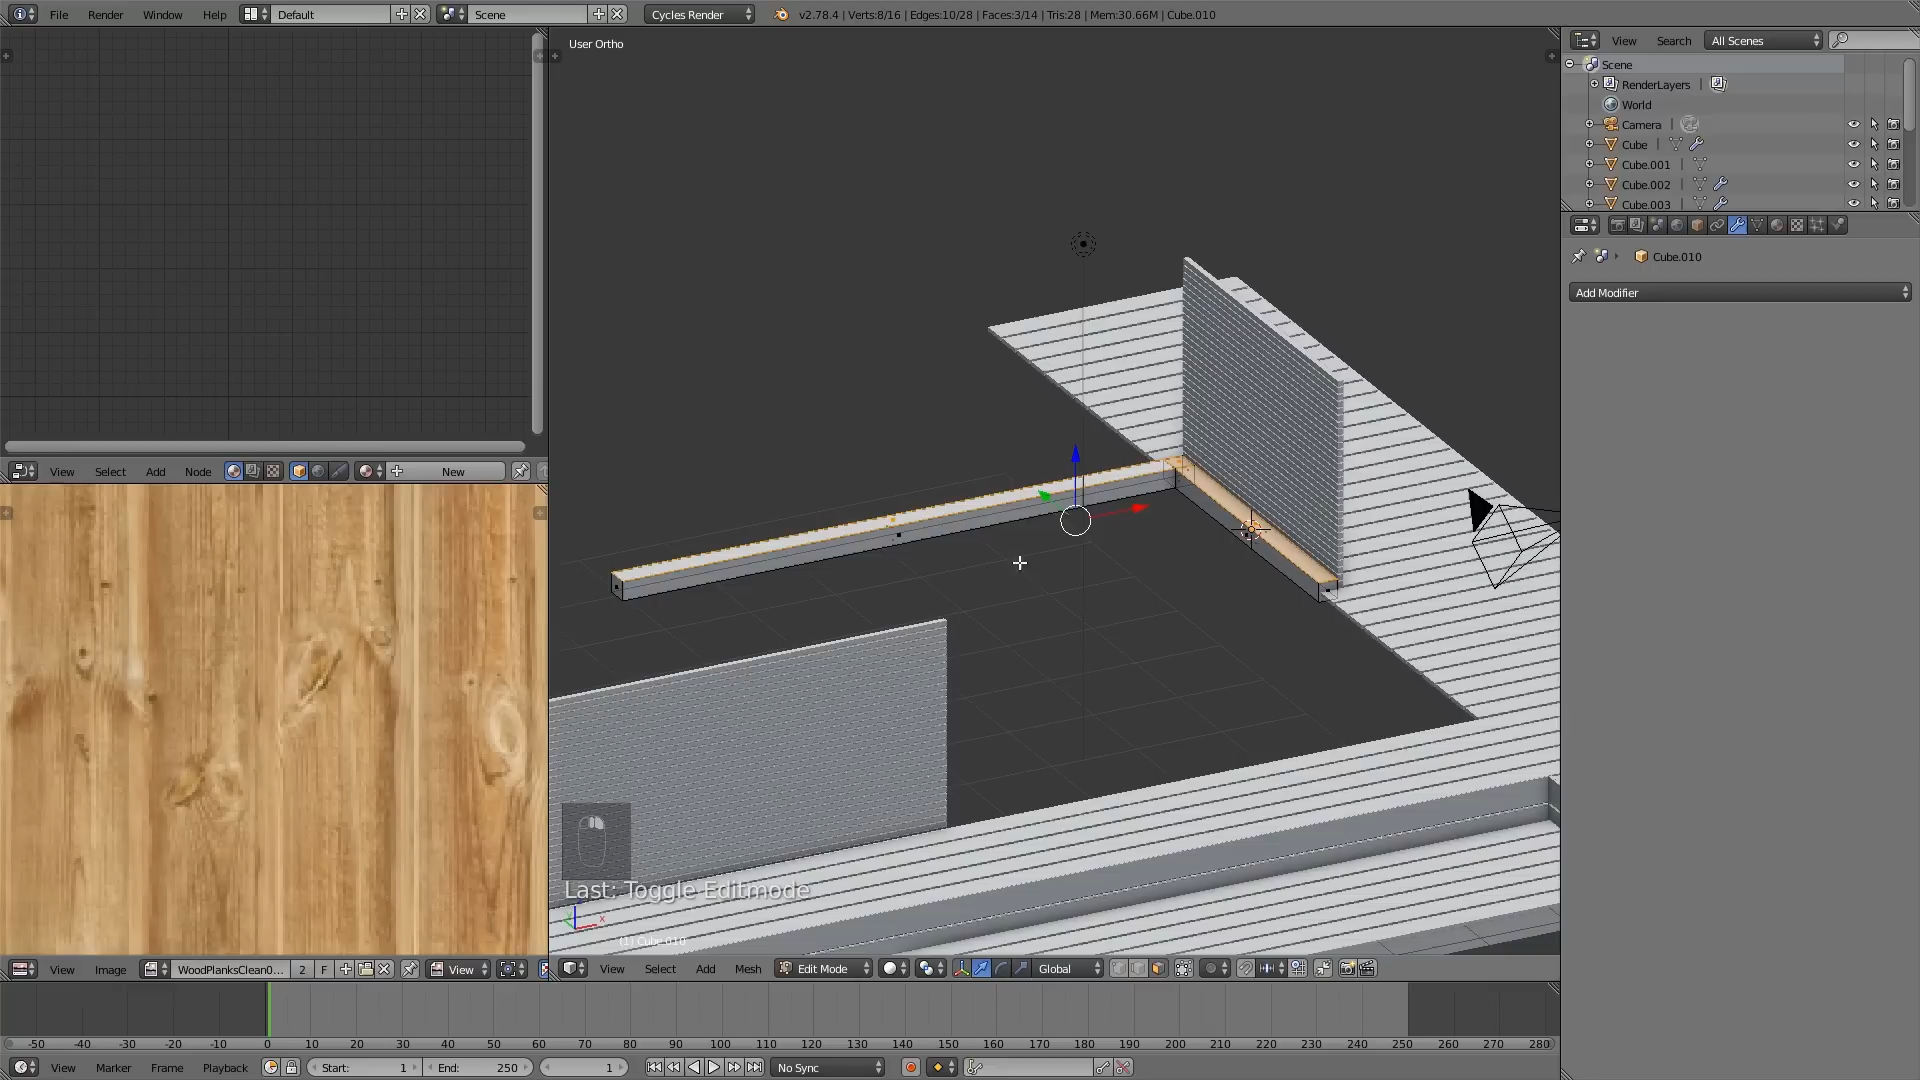 File Render Window Help Default Scene Cycles Render v2.78.4 | Verts:8/16 | Edges:10/28 | Faces:3/14 | Tris:28 | Mem:30.66M | Cube.010
User Ortho
View Search All Scenes
Scene
RenderLayers |
World
Camera |
Cube |
Cube.001 |
Cube.002 |
Cube.003 |
Cube.010
Add Modifier
View Select Add Node New
Last: Toggle Editmode
x
(1) Cube.010
View Image WoodPlanksClean0... 2 F View
View Select Add Mesh Edit Mode Global
-50 -40 -30 -20 -10 0 10 20 30 40 50 60 70 80 90 100 110 120 130 140 150 160 170 180 190 200 210 220 230 240 250 260 270 280
View Marker Frame Playback Start: 1 End: 250 1 No Sync